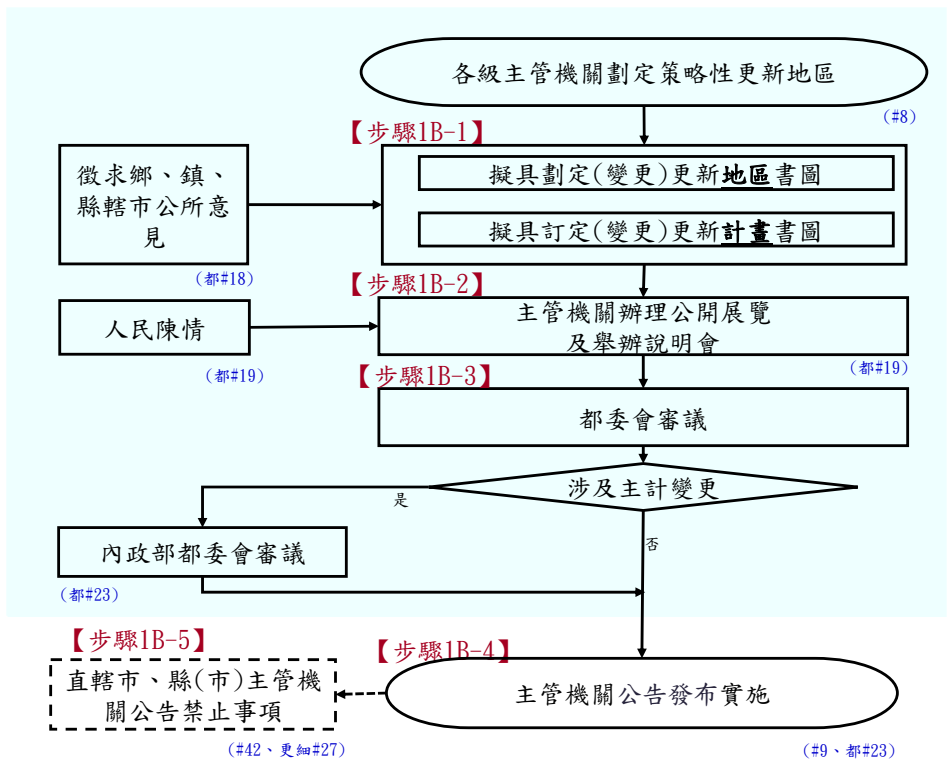 各級主管機關劃定策略性更新地區
(#8)
【步驟1B-1】
徵求鄉、鎮、
縣轄市公所意
見
(都#18)
擬具劃定(變更)更新地區書圖
擬具訂定(變更)更新計畫書圖
【步驟1B-2】
人民陳情
(都#19)
主管機關辦理公開展覽
及舉辦說明會
(都#19)
【步驟1B-3】
都委會審議
涉及主計變更
是
否
內政部都委會審議
(都#23)
【步驟1B-5】
直轄市、縣(市)主管機
關公告禁止事項
(#42、更細#27)
【步驟1B-4】
主管機關公告發布實施
(#9、都#23)